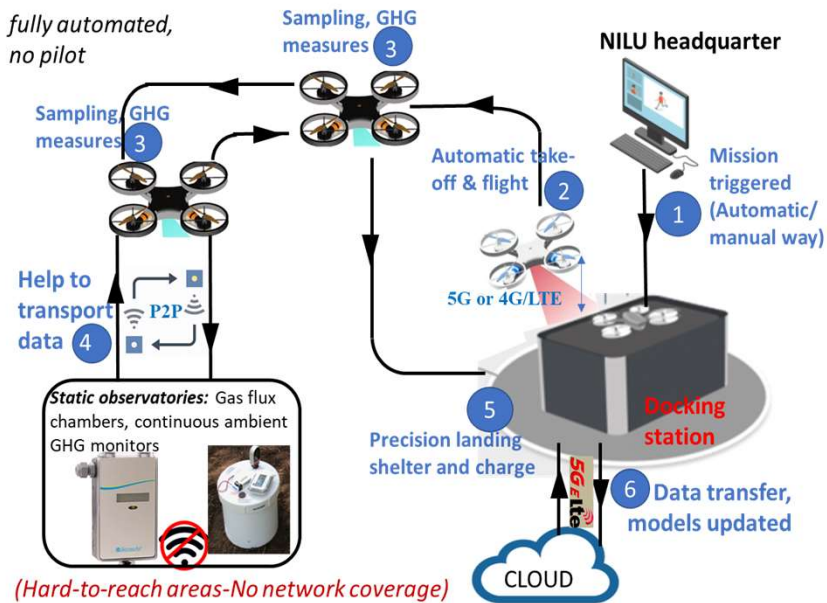 fully automated,
no pilot
Sampling, GHG
measures 3
NILU headquarter
Sampling, GHG
measures
3
Automatic take-
off & flight 2
Mission
triggered
(Automatic/
manual way)
1
Help to
transport
data 4
P2P
5G or 4G/LTE
Static observatories: Gas flux
chambers, continuous ambient
GHG monitors
5
Precision landing
shelter and charge
Docking
station
5G
Lte
6 Data transfer,
models updated
CLOUD
(Hard-to-reach areas-No network coverage)